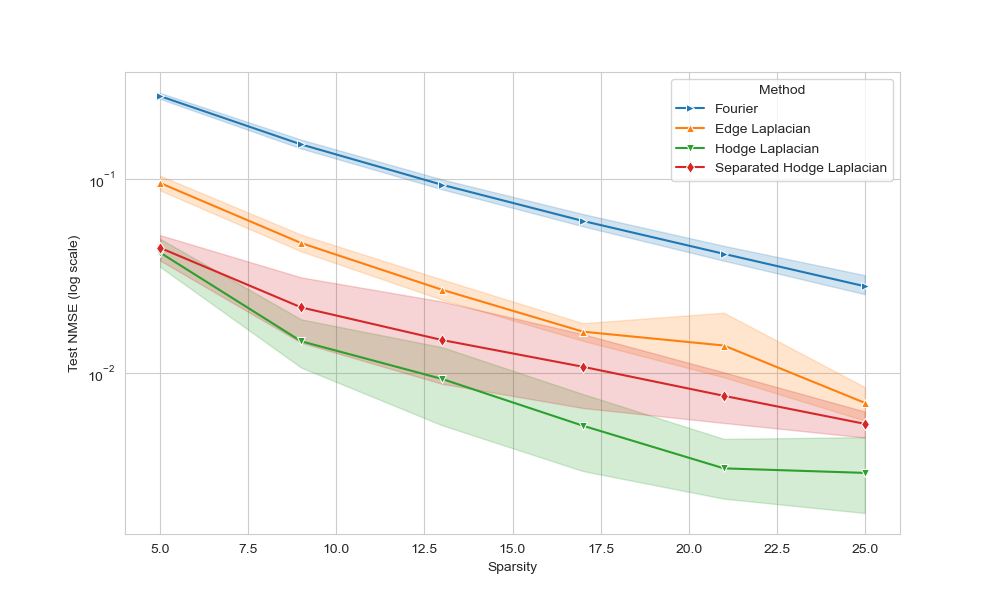 Method
Fourier
Edge Laplacian
Hodge Laplacian
Separated Hodge Laplacian
Test NMSE (log scale)
10⁻¹
10⁻²
5.0 7.5 10.0 12.5 15.0 17.5 20.0 22.5 25.0
Sparsity